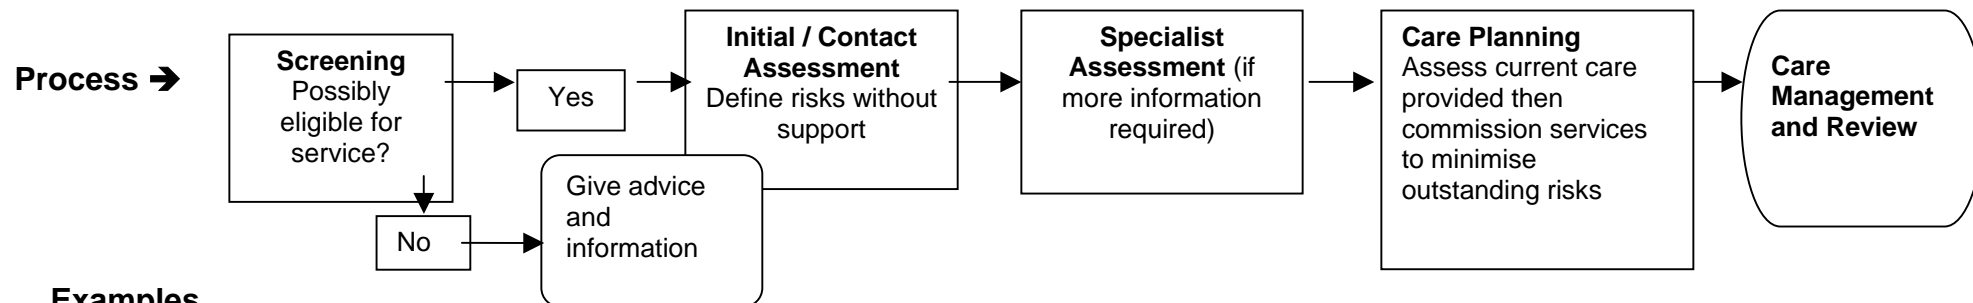 Process ➔
Screening
Possibly
eligible for
service?
Yes
No
Give advice
and
information
Initial / Contact
Assessment
Define risks without
support
Specialist
Assessment (if
more information
required)
Care Planning
Assess current care
provided then
commission services
to minimise
outstanding risks
Care
Management
and Review
Examples